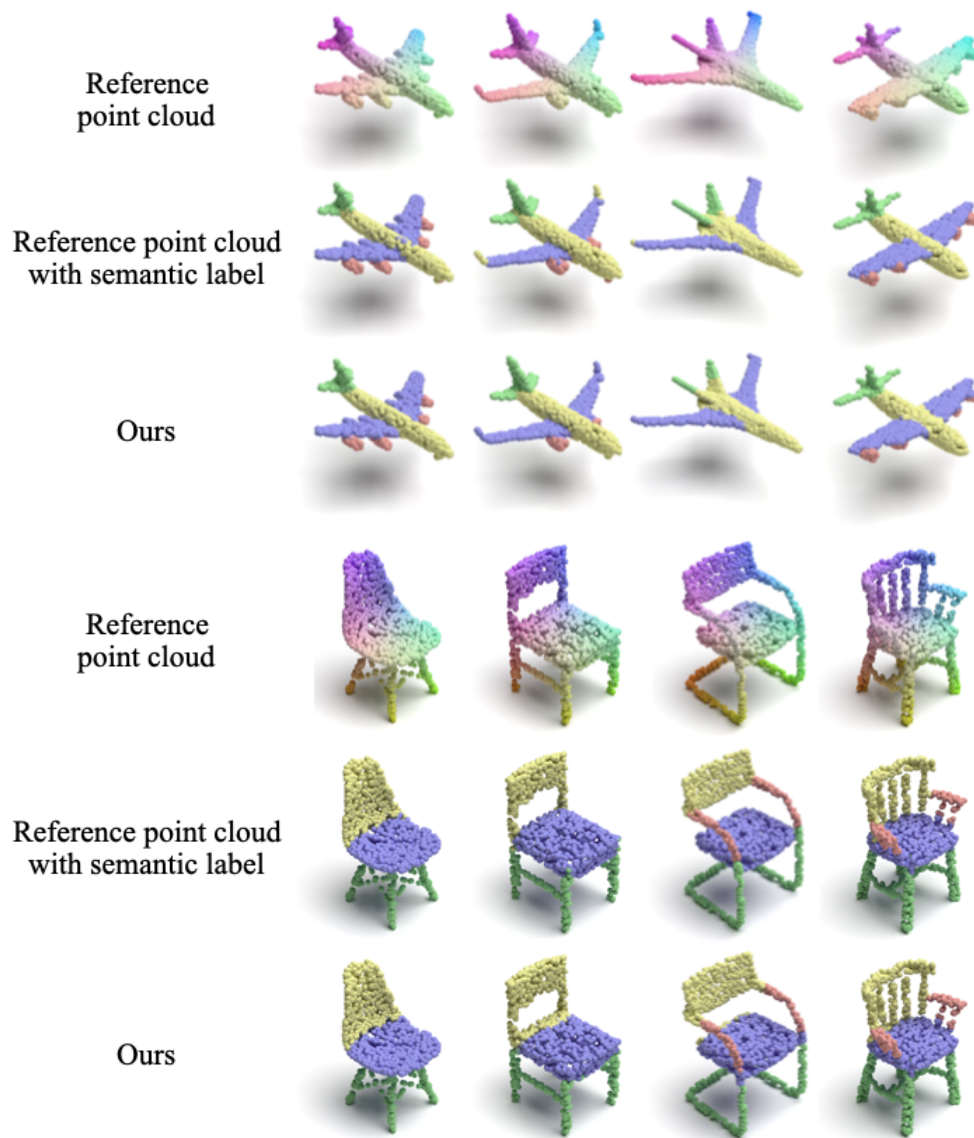 Reference
point cloud
Reference point cloud
with semantic label
Ours
Reference
point cloud
Reference point cloud
with semantic label
Ours